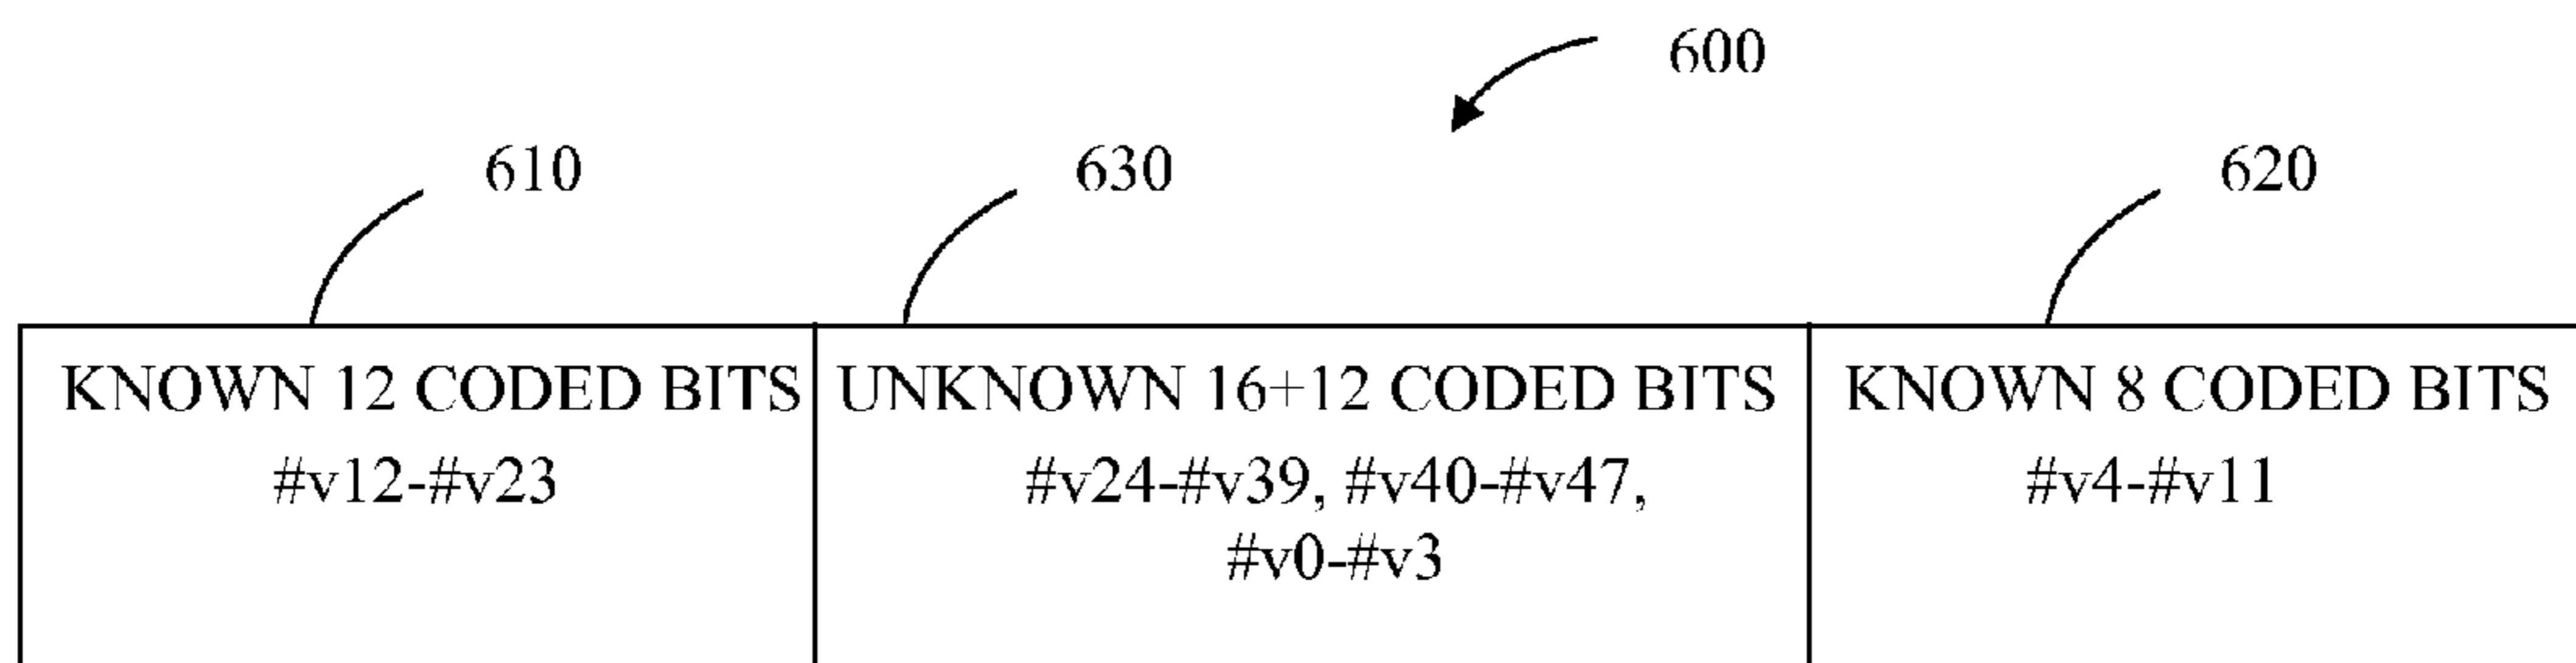 600
610
630
620
KNOWN 12 CODED BITS
#v12-#v23
UNKNOWN 16+12 CODED BITS
#v24-#v39, #v40-#v47,
#v0-#v3
KNOWN 8 CODED BITS
#v4-#v11